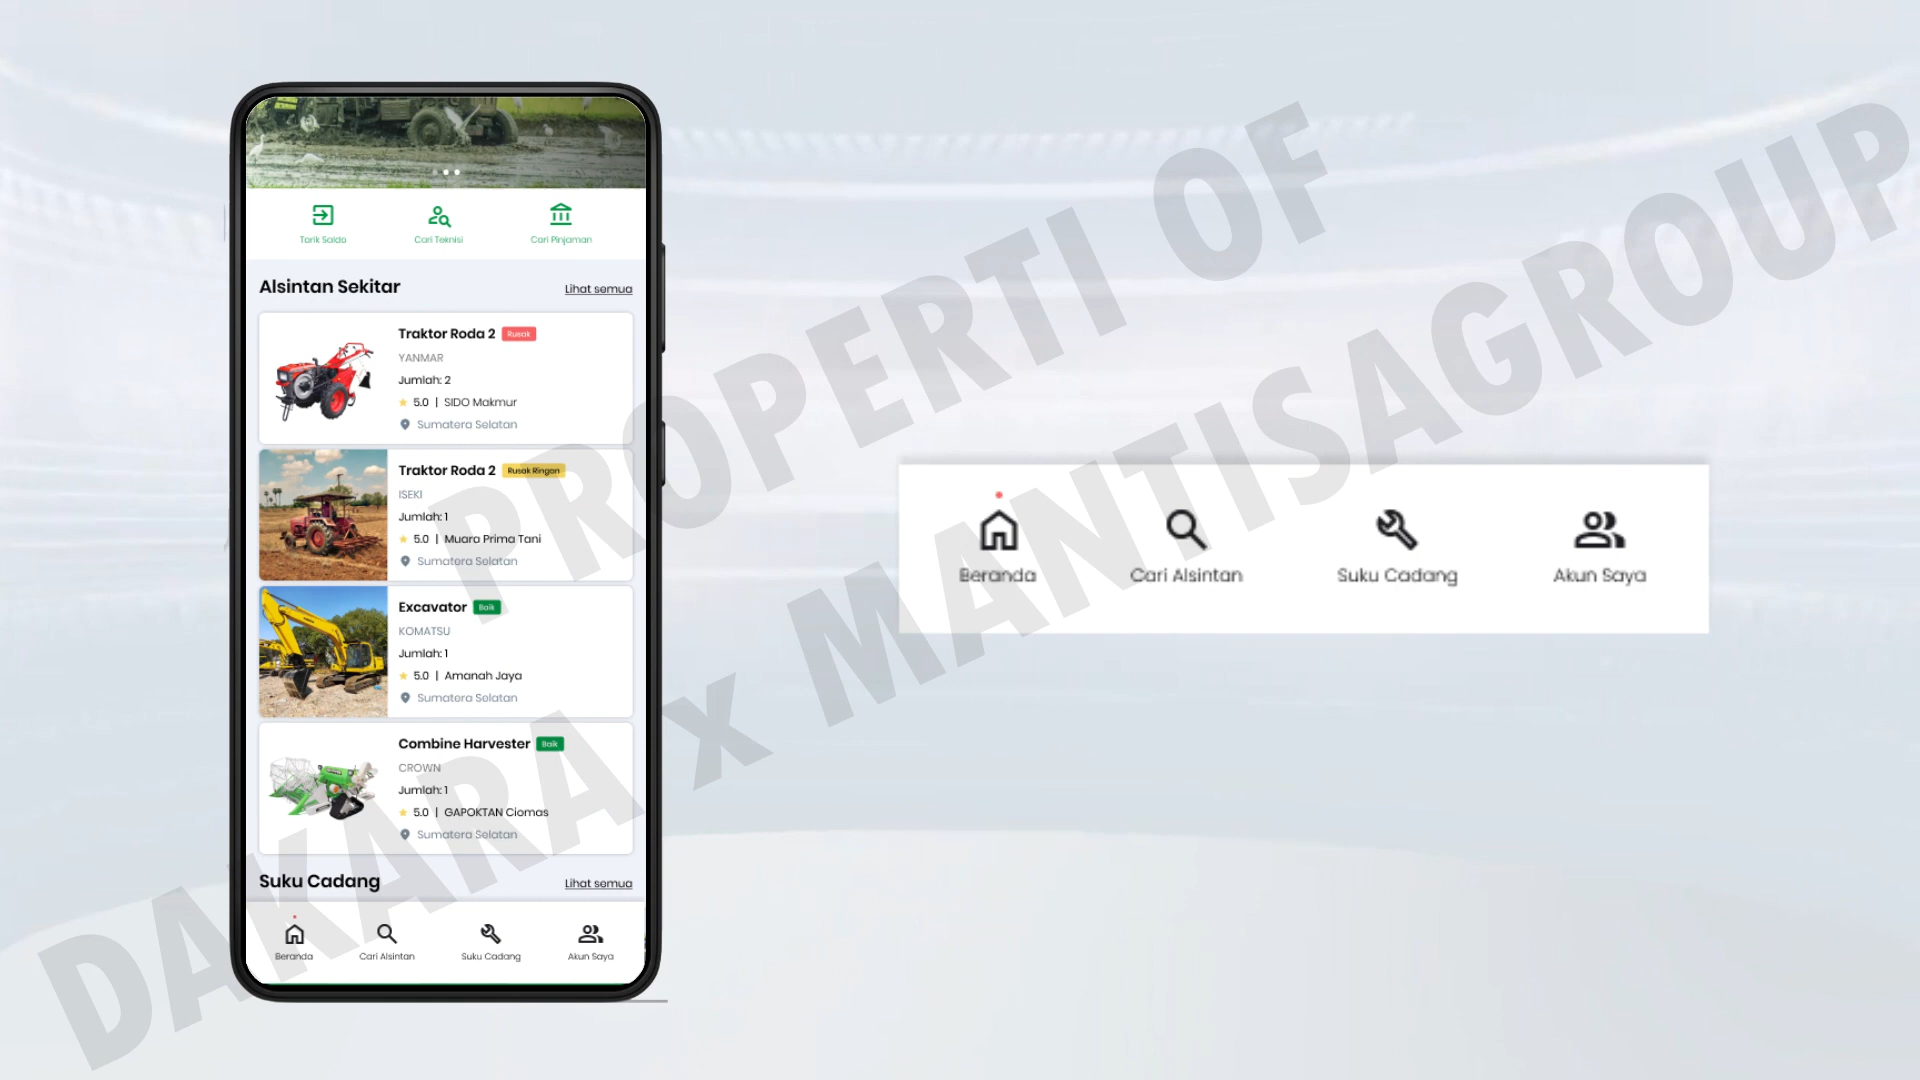 Tarik Saldo
Cari Teknisi
Cari Pinjaman
Alsintan Sekitar
Lihat semua
Traktor Roda 2
Rusak
YANMAR
Jumlah: 2
5.0 | SIDO Makmur
Sumatera Selatan
Traktor Roda 2
Rusak Ringan
ISEKI
Jumlah: 1
5.0 | Muara Prima Tani
Sumatera Selatan
Excavator
Baik
KOMATSU
Jumlah: 1
5.0 | Amanah Jaya
Sumatera Selatan
Combine Harvester
Baik
CROWN
Jumlah: 1
5.0 | GAPOKTAN Ciomas
Sumatera Selatan
Suku Cadang
Lihat semua
Beranda
Cari Alsintan
Suku Cadang
Akun Saya
Beranda
Cari Alsintan
Suku Cadang
Akun Saya
PROPERTI OF
DAKARA x MANTISAGROUP